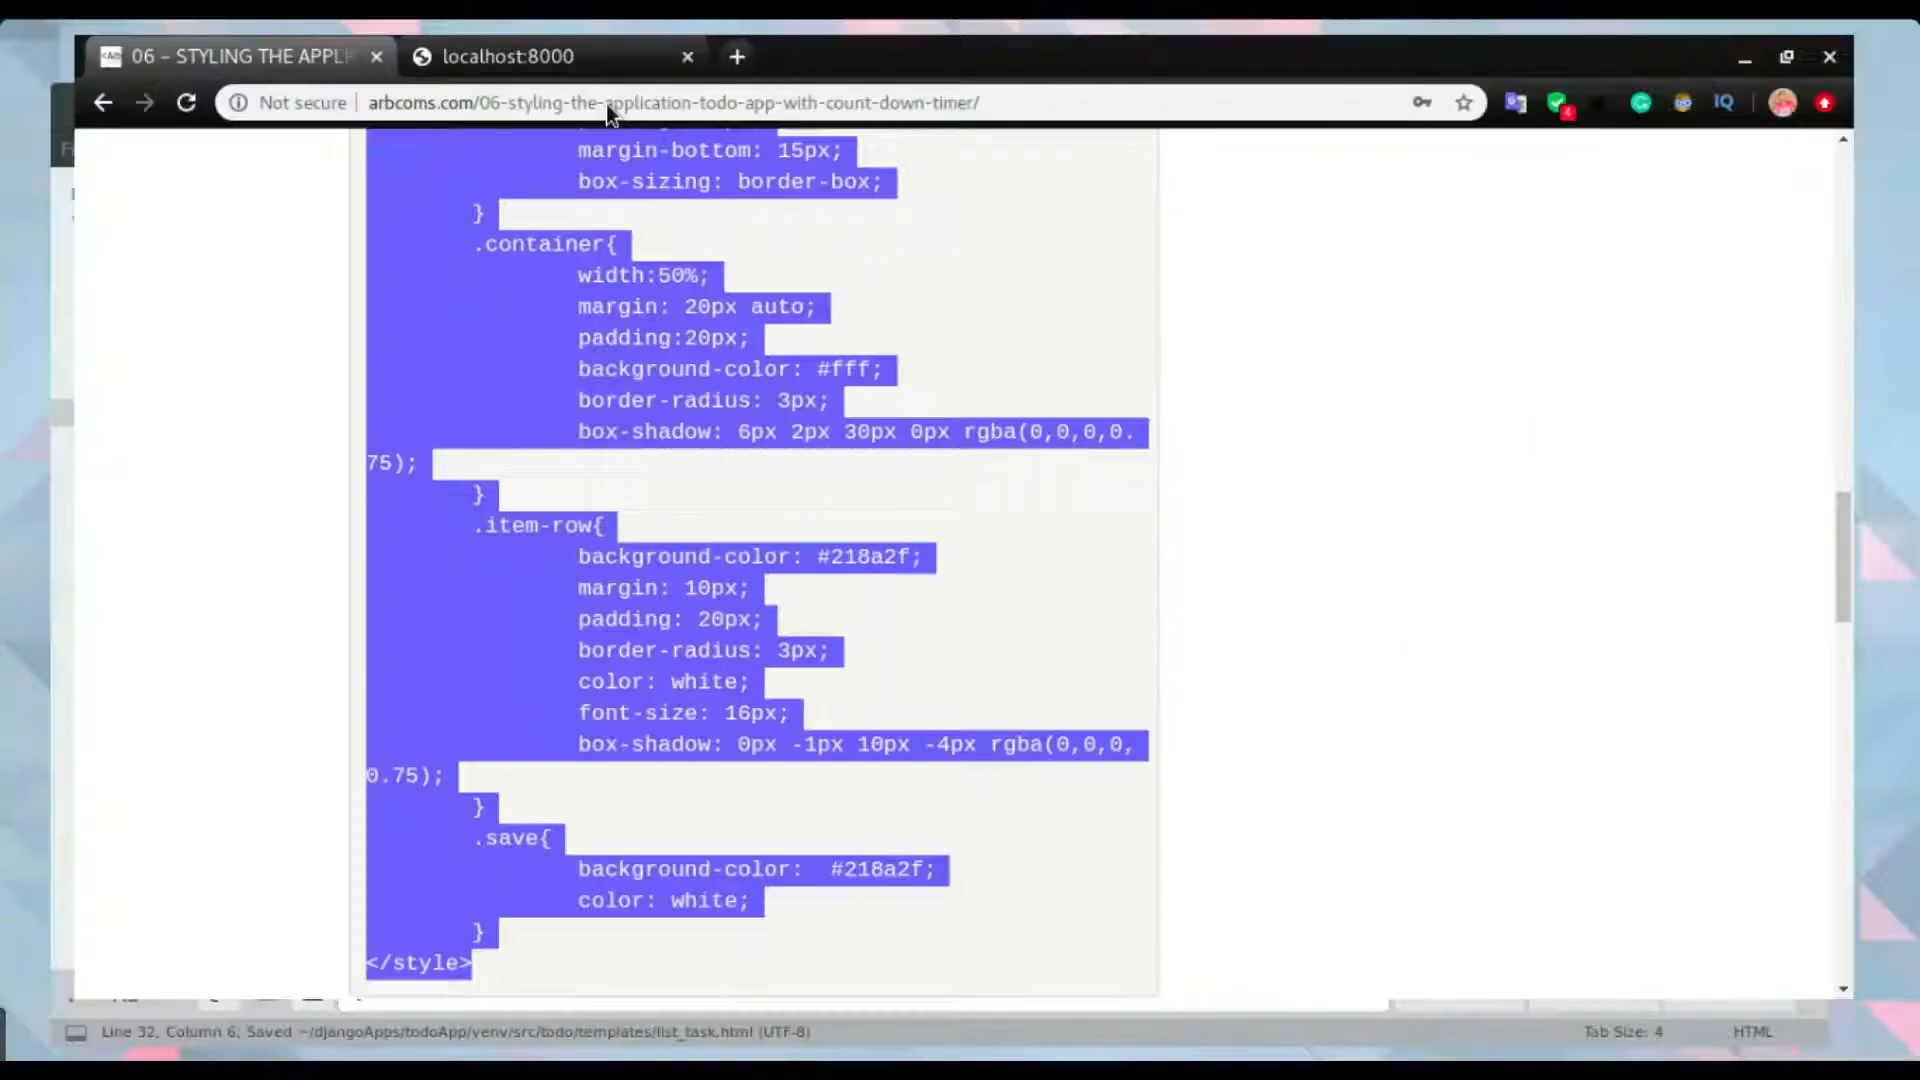 06 – STYLING THE APPL
localhost:8000
Not secure
arbcoms.com/06-styling-the-application-todo-app-with-count-down-timer/
4
IQ
margin-bottom: 15px;
box-sizing: border-box;
}
.container{
width:50%;
margin: 20px auto;
padding:20px;
background-color: #fff;
border-radius: 3px;
box-shadow: 6px 2px 30px 0px rgba(0,0,0,0.
75);
}
.item-row{
background-color: #218a2f;
margin: 10px;
padding: 20px;
border-radius: 3px;
color: white;
font-size: 16px;
box-shadow: 0px -1px 10px -4px rgba(0,0,0,
0.75);
}
.save{
background-color:  #218a2f;
color: white;
}
</style>
Line 32, Column 6; Saved ~/djangoApps/todoApp/venv/src/todo/templates/list_task.html (UTF-8)
Tab Size: 4
HTML